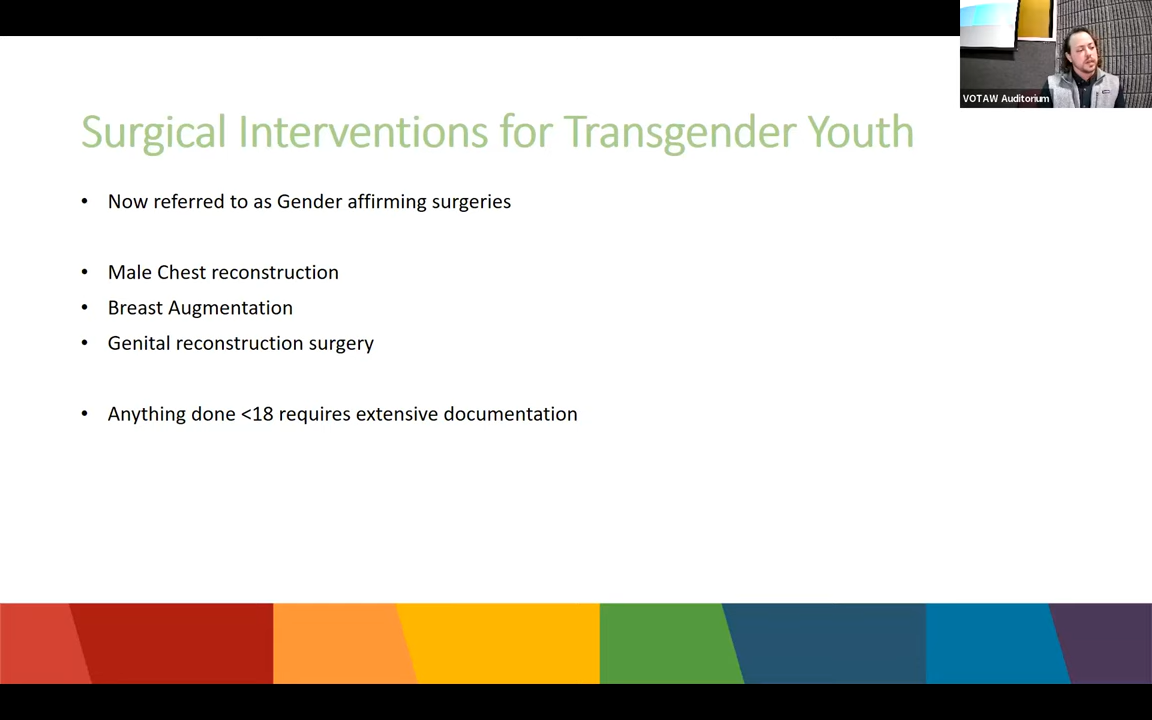 VOTAW Auditorium
Surgical Interventions for Transgender Youth
• Now referred to as Gender affirming surgeries
• Male Chest reconstruction
• Breast Augmentation
• Genital reconstruction surgery
• Anything done <18 requires extensive documentation